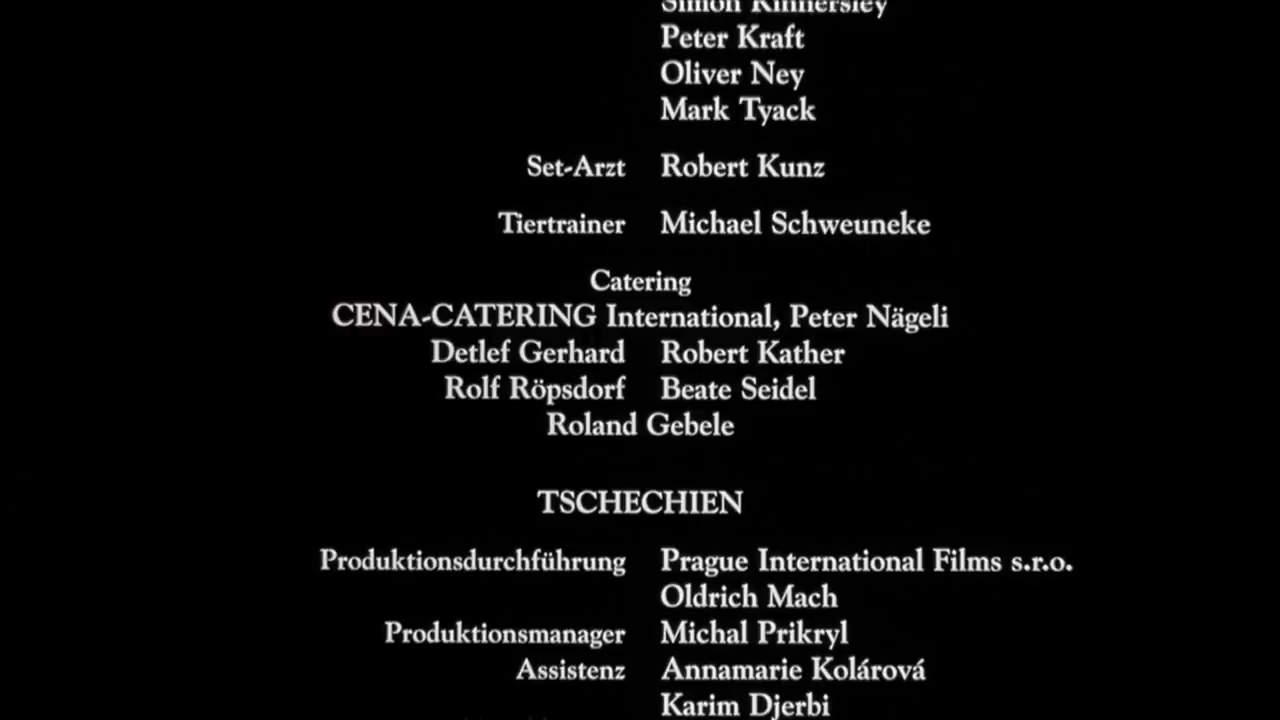 Simon Kinnersley
Peter Kraft
Oliver Ney
Mark Tyack
Set-Arzt Robert Kunz
Tiertrainer Michael Schweuneke
Catering
CENA-CATERING International, Peter Nägeli
Detlef Gerhard Robert Kather
Rolf Röpsdorf Beate Seidel
Roland Gebele
TSCHECHIEN
Produktionsdurchführung Prague International Films s.r.o.
Oldrich Mach
Produktionsmanager Michal Prikryl
Assistenz Annamarie Kolárová
Karim Djerbi